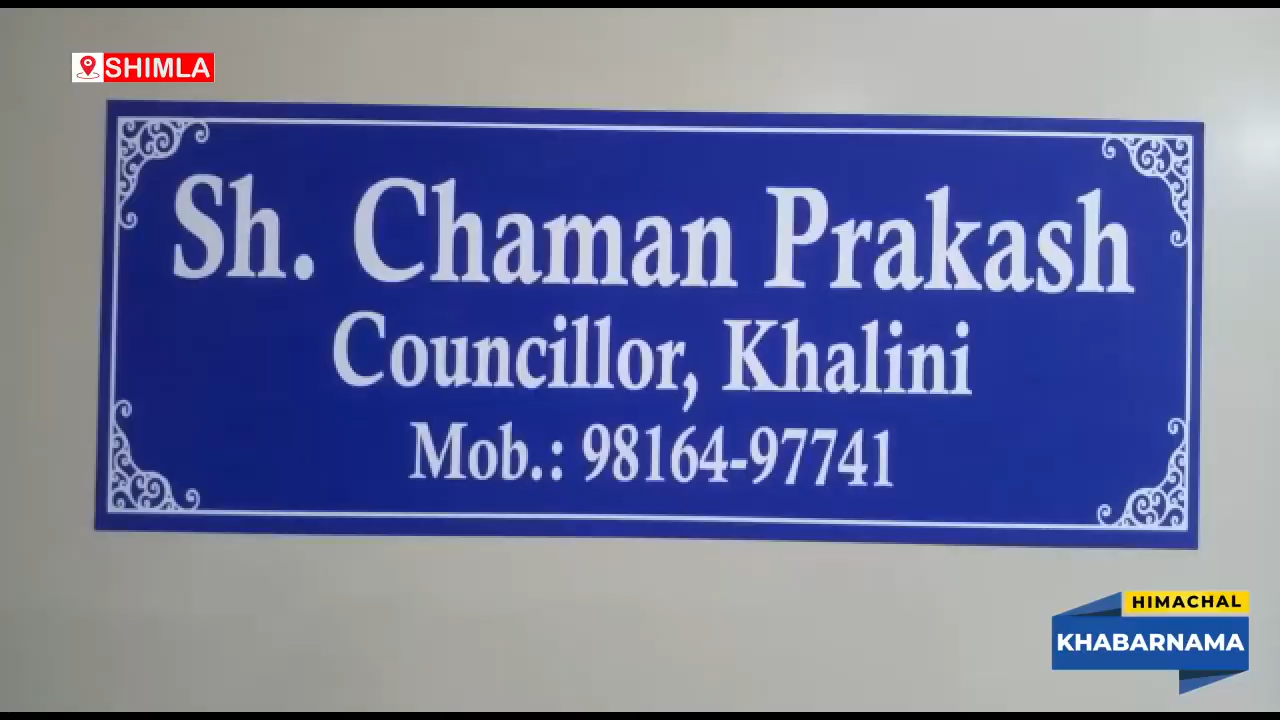 SHIMLA
Sh. Chaman Prakash
Councillor, Khalini
Mob.: 98164-97741
HIMACHAL
KHABARNAMA